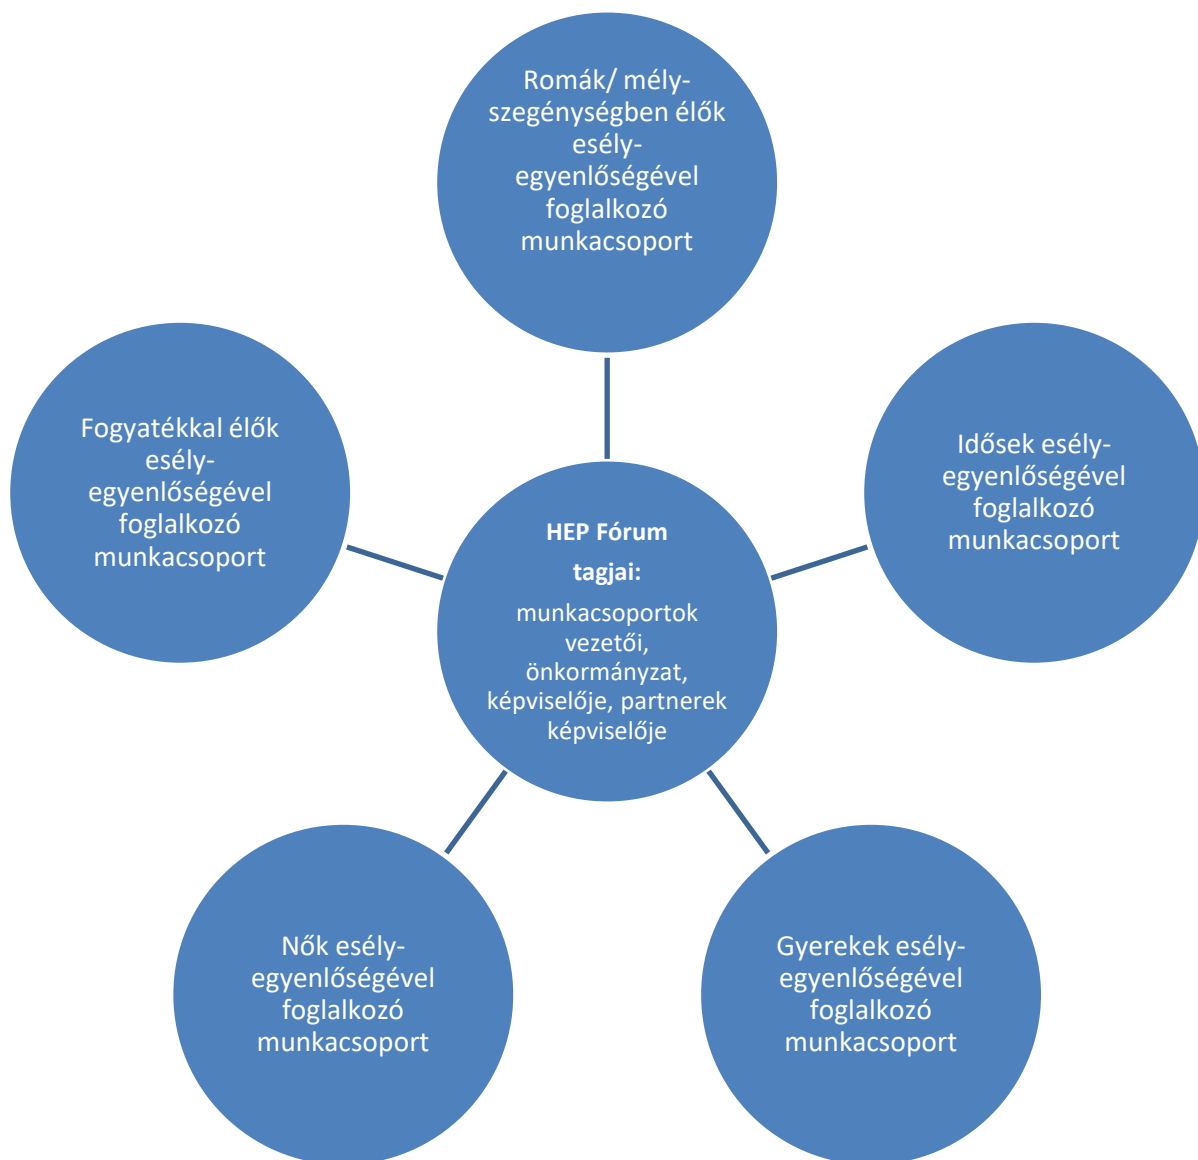 Romák/ mély-
szegénységben élők
esély-
egyenlőségével
foglalkozó
munkacsoport
Fogyatékkal élők
esély-
egyenlőségével
foglalkozó
munkacsoport
Idősek esély-
egyenlőségével
foglalkozó
munkacsoport
HEP Fórum
tagjai:
munkacsoportok
vezetői,
önkormányzat,
képviselője, partnerek
képviselője
Nők esély-
egyenlőségével
foglalkozó
munkacsoport
Gyerekek esély-
egyenlőségével
foglalkozó
munkacsoport